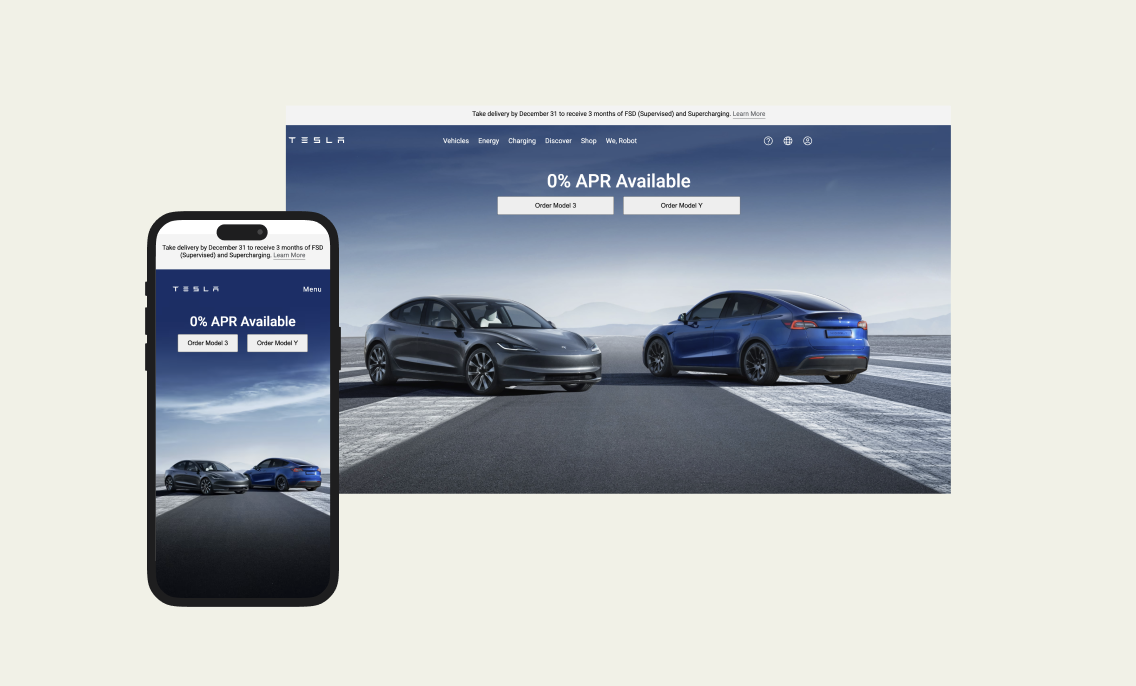 Take delivery by December 31 to receive 3 months of FSD (Supervised) and Supercharging. Learn More
TESLA
Vehicles Energy Charging Discover Shop We, Robot
0% APR Available
Order Model 3
Order Model Y
Take delivery by December 31 to receive 3 months of FSD
(Supervised) and Supercharging. Learn More
TESLA
Menu
0% APR Available
Order Model 3
Order Model Y